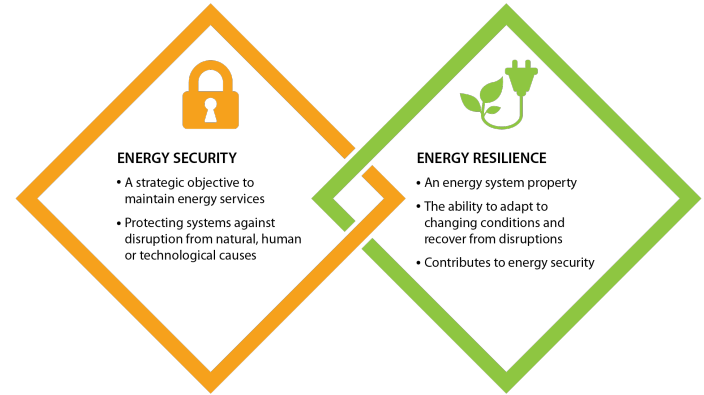 ENERGY SECURITY
• A strategic objective to
maintain energy services
• Protecting systems against
disruption from natural, human
or technological causes
ENERGY RESILIENCE
• An energy system property
• The ability to adapt to
changing conditions and
recover from disruptions
• Contributes to energy security